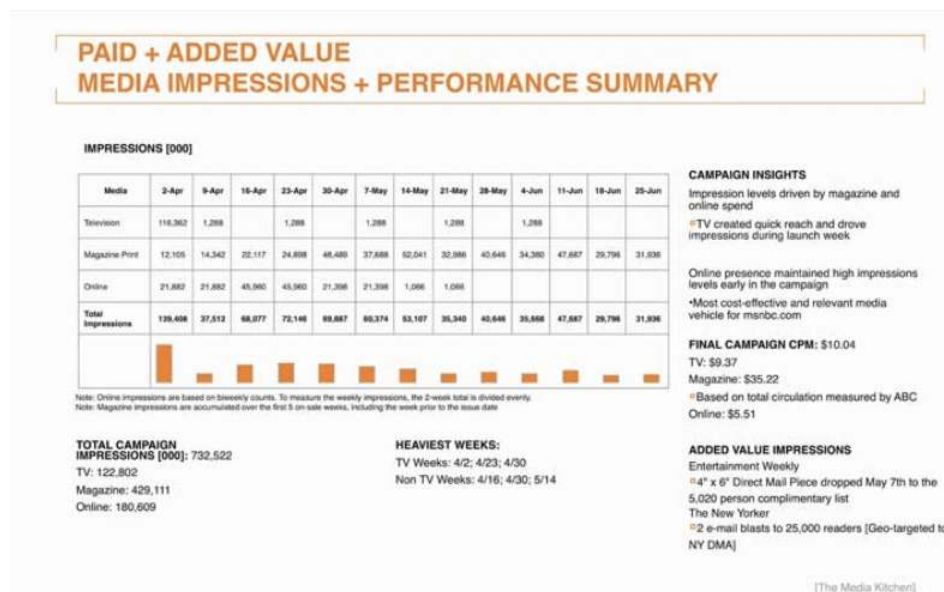 PAID + ADDED VALUE
MEDIA IMPRESSIONS + PERFORMANCE SUMMARY
IMPRESSIONS [000]
Media 2-Apr 9-Apr 16-Apr 23-Apr 30-Apr 7-May 14-May 21-May 28-May 4-Jun 11-Jun 18-Jun 25-Jun
Television 1,288 1,288 1,288 1,288 1,288
Magazine Print 12,105 14,342 22,117 24,898 37,688 52,041 32,986 40,646 34,380 47,687 29,796 31,936
Online 21,882 21,882 45,960 45,960 21,398 21,398 1,066 1,066
Total
Impressions 37,512 68,077 72,146 60,374 53,107 35,340 40,646 35,668 47,687 29,796 31,936
Note: Online impressions are based on biweekly counts. To measure the weekly impressions, the 2-week total is divided evenly.
Note: Magazine impressions are accumulated over the first 5 on-sale weeks, including the week prior to the issue date
TOTAL CAMPAIGN
IMPRESSIONS [000]: 732,522
TV: 122,802
Magazine: 429,111
Online: 180,609
HEAVIEST WEEKS:
TV Weeks: 4/2; 4/23; 4/30
Non TV Weeks: 4/16; 4/30; 5/14
CAMPAIGN INSIGHTS
Impression levels driven by magazine and
online spend
TV created quick reach and drove
impressions during launch week
Online presence maintained high impressions
levels early in the campaign
•Most cost-effective and relevant media
vehicle for msnbc.com
FINAL CAMPAIGN CPM: $10.04
TV: $9.37
Magazine: $35.22
Based on total circulation measured by ABC
Online: $5.51
ADDED VALUE IMPRESSIONS
Entertainment Weekly
4" x 6" Direct Mail Piece dropped May 7th to the
5,020 person complimentary list
The New Yorker
2 e-mail blasts to 25,000 readers [Geo-targeted to
NY DMA]
[The Media Kitchen]